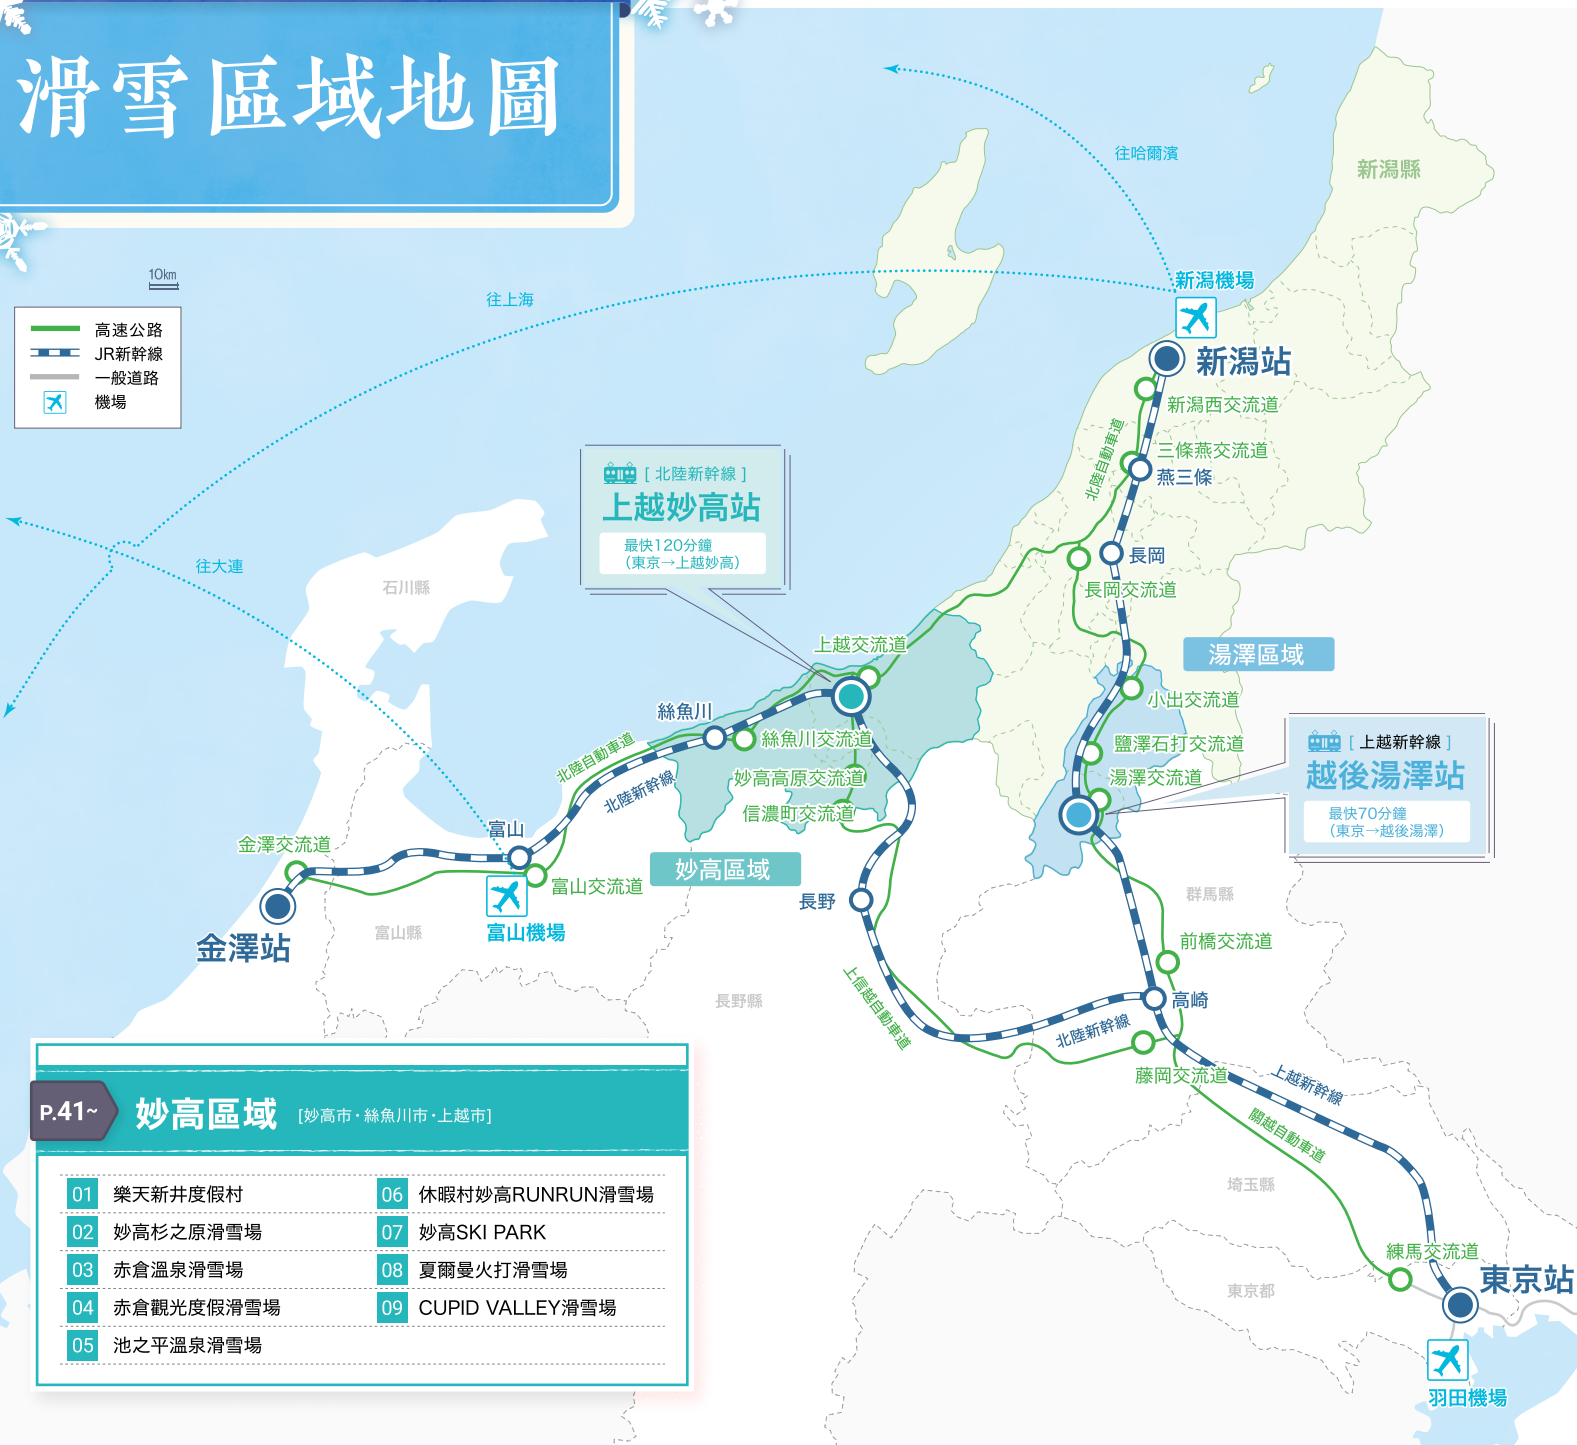 滑雪區域地圖
10km
高速公路
JR新幹線
一般道路
機場
往哈爾濱
往上海
往大連
新潟縣
新潟機場
新潟站
新潟西交流道
北陸自動車道
三條燕交流道
燕三條
長岡
長岡交流道
[ 北陸新幹線 ]
上越妙高站
最快120分鐘
（東京→上越妙高）
石川縣
上越交流道
湯澤區域
小出交流道
絲魚川
絲魚川交流道
鹽澤石打交流道
[ 上越新幹線 ]
越後湯澤站
最快70分鐘
（東京→越後湯澤）
北陸自動車道
北陸新幹線
妙高高原交流道
湯澤交流道
信濃町交流道
富山
金澤交流道
妙高區域
富山交流道
長野
群馬縣
富山縣
富山機場
金澤站
前橋交流道
長野縣
上信越自動車道
高崎
北陸新幹線
藤岡交流道
上越新幹線
關越自動車道
埼玉縣
練馬交流道
東京站
東京都
羽田機場
P.41~
妙高區域 [妙高市・絲魚川市・上越市]
01 樂天新井度假村
02 妙高杉之原滑雪場
03 赤倉溫泉滑雪場
04 赤倉觀光度假滑雪場
05 池之平溫泉滑雪場
06 休暇村妙高RUNRUN滑雪場
07 妙高SKI PARK
08 夏爾曼火打滑雪場
09 CUPID VALLEY滑雪場